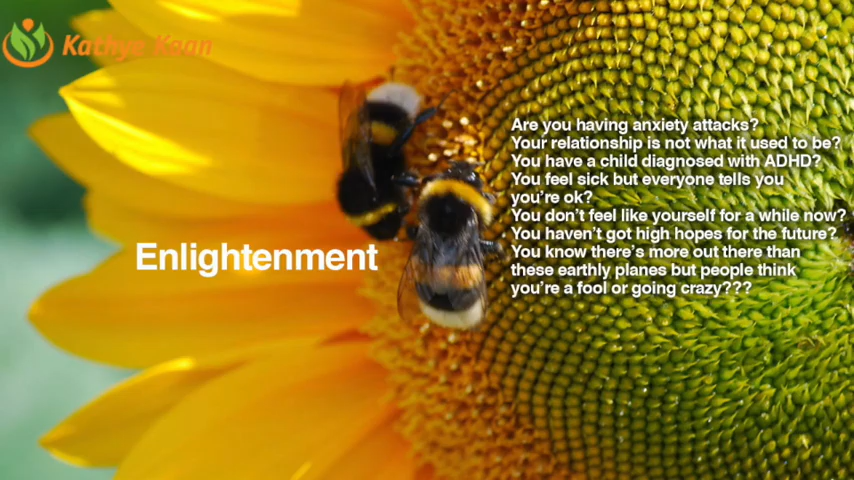 Kathye Kaan
Enlightenment
Are you having anxiety attacks?
Your relationship is not what it used to be?
You have a child diagnosed with ADHD?
You feel sick but everyone tells you
you're ok?
You don't feel like yourself for a while now?
You haven't got high hopes for the future?
You know there's more out there than
these earthly planes but people think
you're a fool or going crazy???